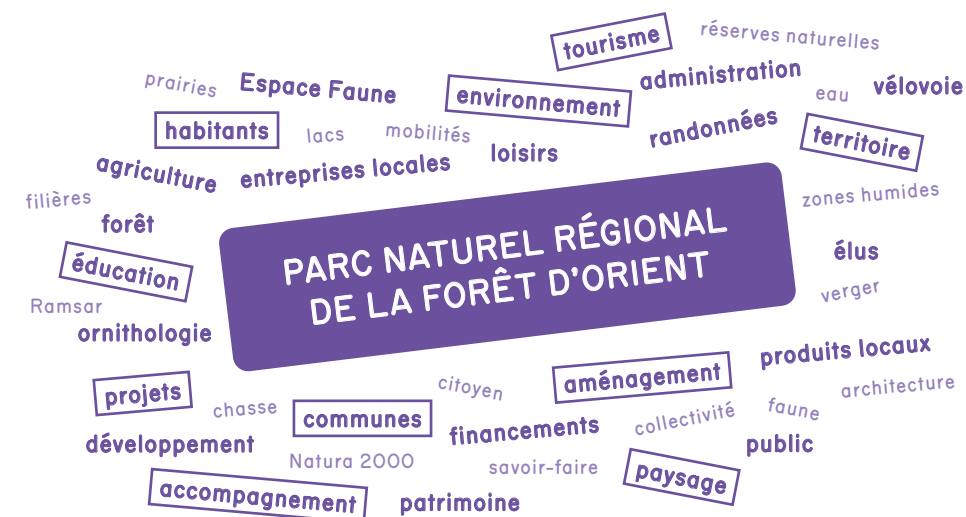 tourisme
réserves naturelles
prairies
Espace Faune
environnement
administration
eau
vélovoie
habitants
lacs
mobilités
loisirs
randonnées
territoire
agriculture
entreprises locales
filières
forêt
zones humides
PARC NATUREL RÉGIONAL
DE LA FORÊT D'ORIENT
éducation
élus
Ramsar
verger
ornithologie
produits locaux
projets
chasse
citoyen
aménagement
architecture
communes
financements
collectivité
faune
développement
public
Natura 2000
savoir-faire
paysage
accompagnement
patrimoine